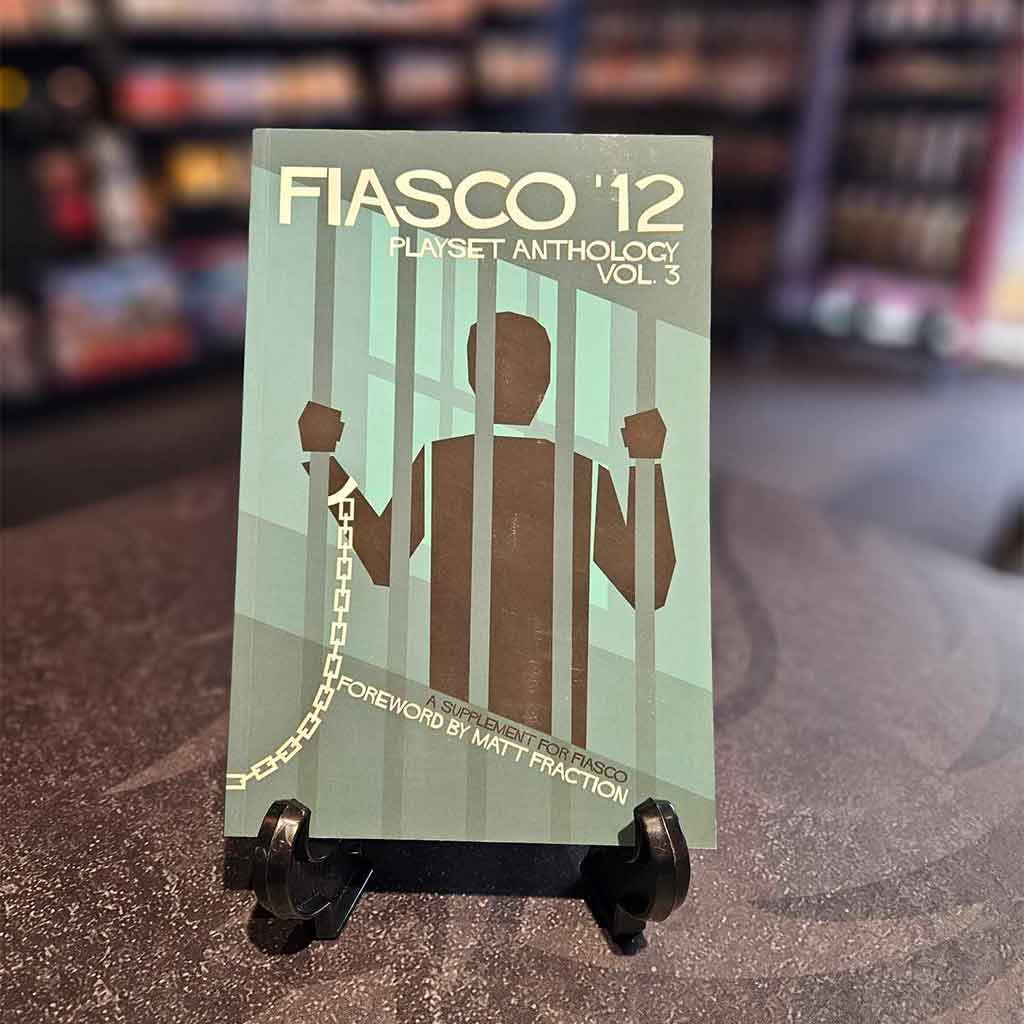 FIASCO '12
PLAYSET ANTHOLOGY
VOL. 3
A SUPPLEMENT FOR FIASCO
FOREWORD BY MATT FRACTION